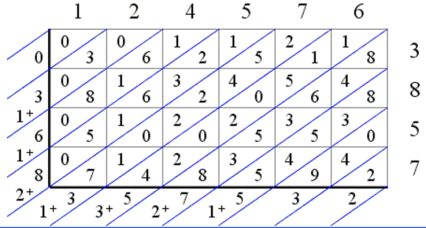 1 2 4 5 7 6
0 0 1 1 2 1
0 3 6 2 5 1 8 3
0 1 3 4 5 4
3 8 6 2 0 6 8 8
1+ 0 1 2 2 3 3
6 5 0 0 5 5 0 5
1+ 0 1 2 3 4 4
8 7 4 8 5 9 2 7
2+ 3 5 7 5 3 2
1+ 3+ 2+ 1+